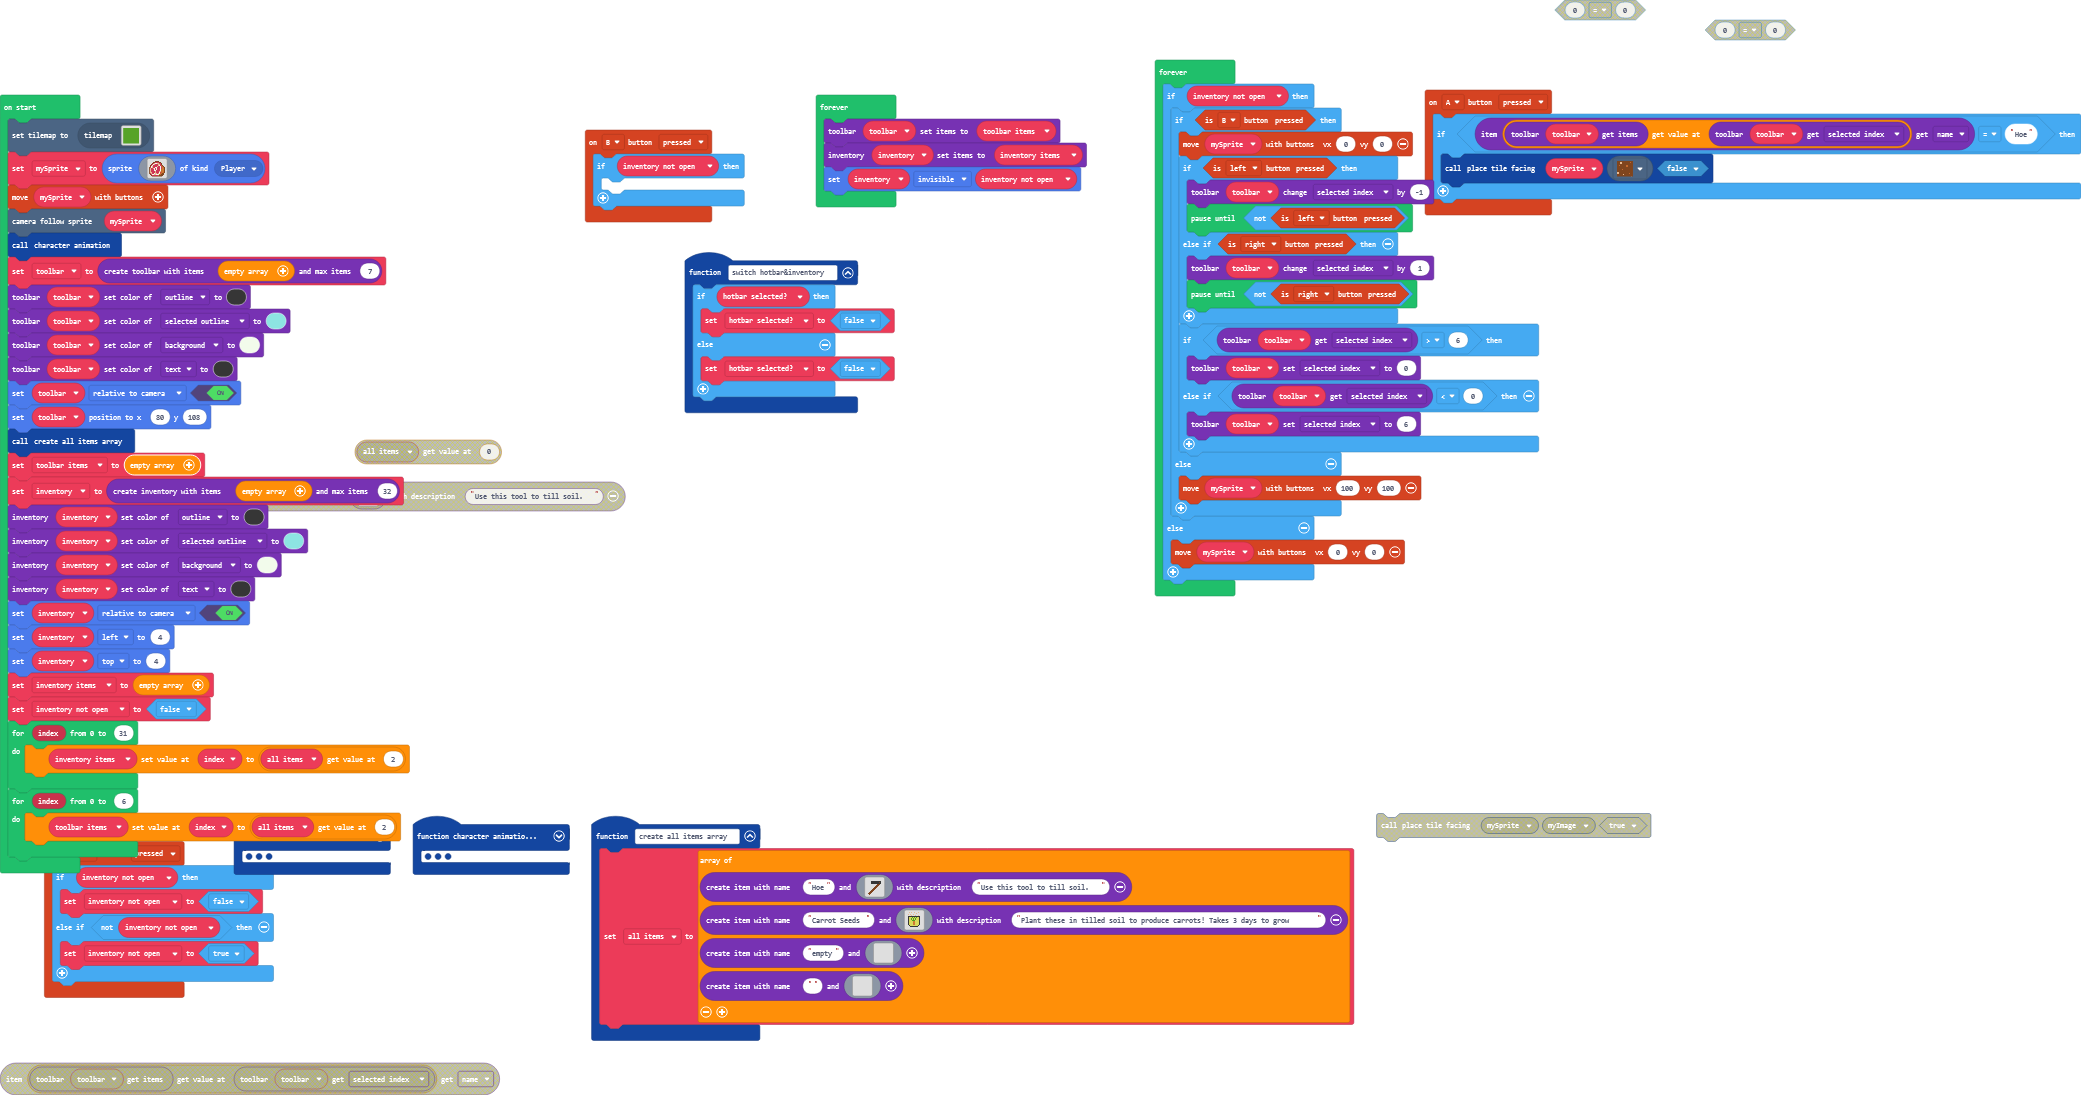 0 = 0
0 = 0
on start
set tilemap to tilemap
set mySprite to sprite of kind Player
move mySprite with buttons
camera follow sprite mySprite
call character animation
set toolbar to create toolbar with items empty array and max items 7
toolbar toolbar set color of outline to
toolbar toolbar set color of selected outline to
toolbar toolbar set color of background to
toolbar toolbar set color of text to
set toolbar relative to camera ON
set toolbar position to x 80 y 108
call create all items array
set toolbar items to empty array
set inventory to create inventory with items empty array and max items 32
inventory inventory set color of outline to
inventory inventory set color of selected outline to
inventory inventory set color of background to
inventory inventory set color of text to
set inventory relative to camera ON
set inventory left to 4
set inventory top to 4
set inventory items to empty array
set inventory not open to false
for index from 0 to 31
do
inventory items set value at index to all items get value at 2
for index from 0 to 6
do
toolbar items set value at index to all items get value at 2
ressed
if inventory not open then
set inventory not open to false
else if not inventory not open then
set inventory not open to true
item toolbar toolbar get items get value at toolbar toolbar get selected index get name
all items get value at 0
description "Use this tool to till soil. "
function character animatio...
on B button pressed
if inventory not open then
function switch hotbar&inventory
if hotbar selected? then
set hotbar selected? to false
else
set hotbar selected? to false
forever
toolbar toolbar set items to toolbar items
inventory inventory set items to inventory items
set inventory invisible inventory not open
function create all items array
set all items to
array of
create item with name "Hoe" and with description "Use this tool to till soil. "
create item with name "Carrot Seeds " and with description "Plant these in tilled soil to produce carrots! Takes 3 days to grow "
create item with name "empty" and
create item with name "" and
forever
if inventory not open then
if is B button pressed then
move mySprite with buttons vx 0 vy 0
if is left button pressed then
toolbar toolbar change selected index by -1
pause until not is left button pressed
else if is right button pressed then
toolbar toolbar change selected index by 1
pause until not is right button pressed
if toolbar toolbar get selected index > 6 then
toolbar toolbar set selected index to 0
else if toolbar toolbar get selected index < 0 then
toolbar toolbar set selected index to 6
else
move mySprite with buttons vx 100 vy 100
else
move mySprite with buttons vx 0 vy 0
on A button pressed
if item toolbar toolbar get items get value at toolbar toolbar get selected index get name = "Hoe" then
call place tile facing mySprite false
call place tile facing mySprite myImage true